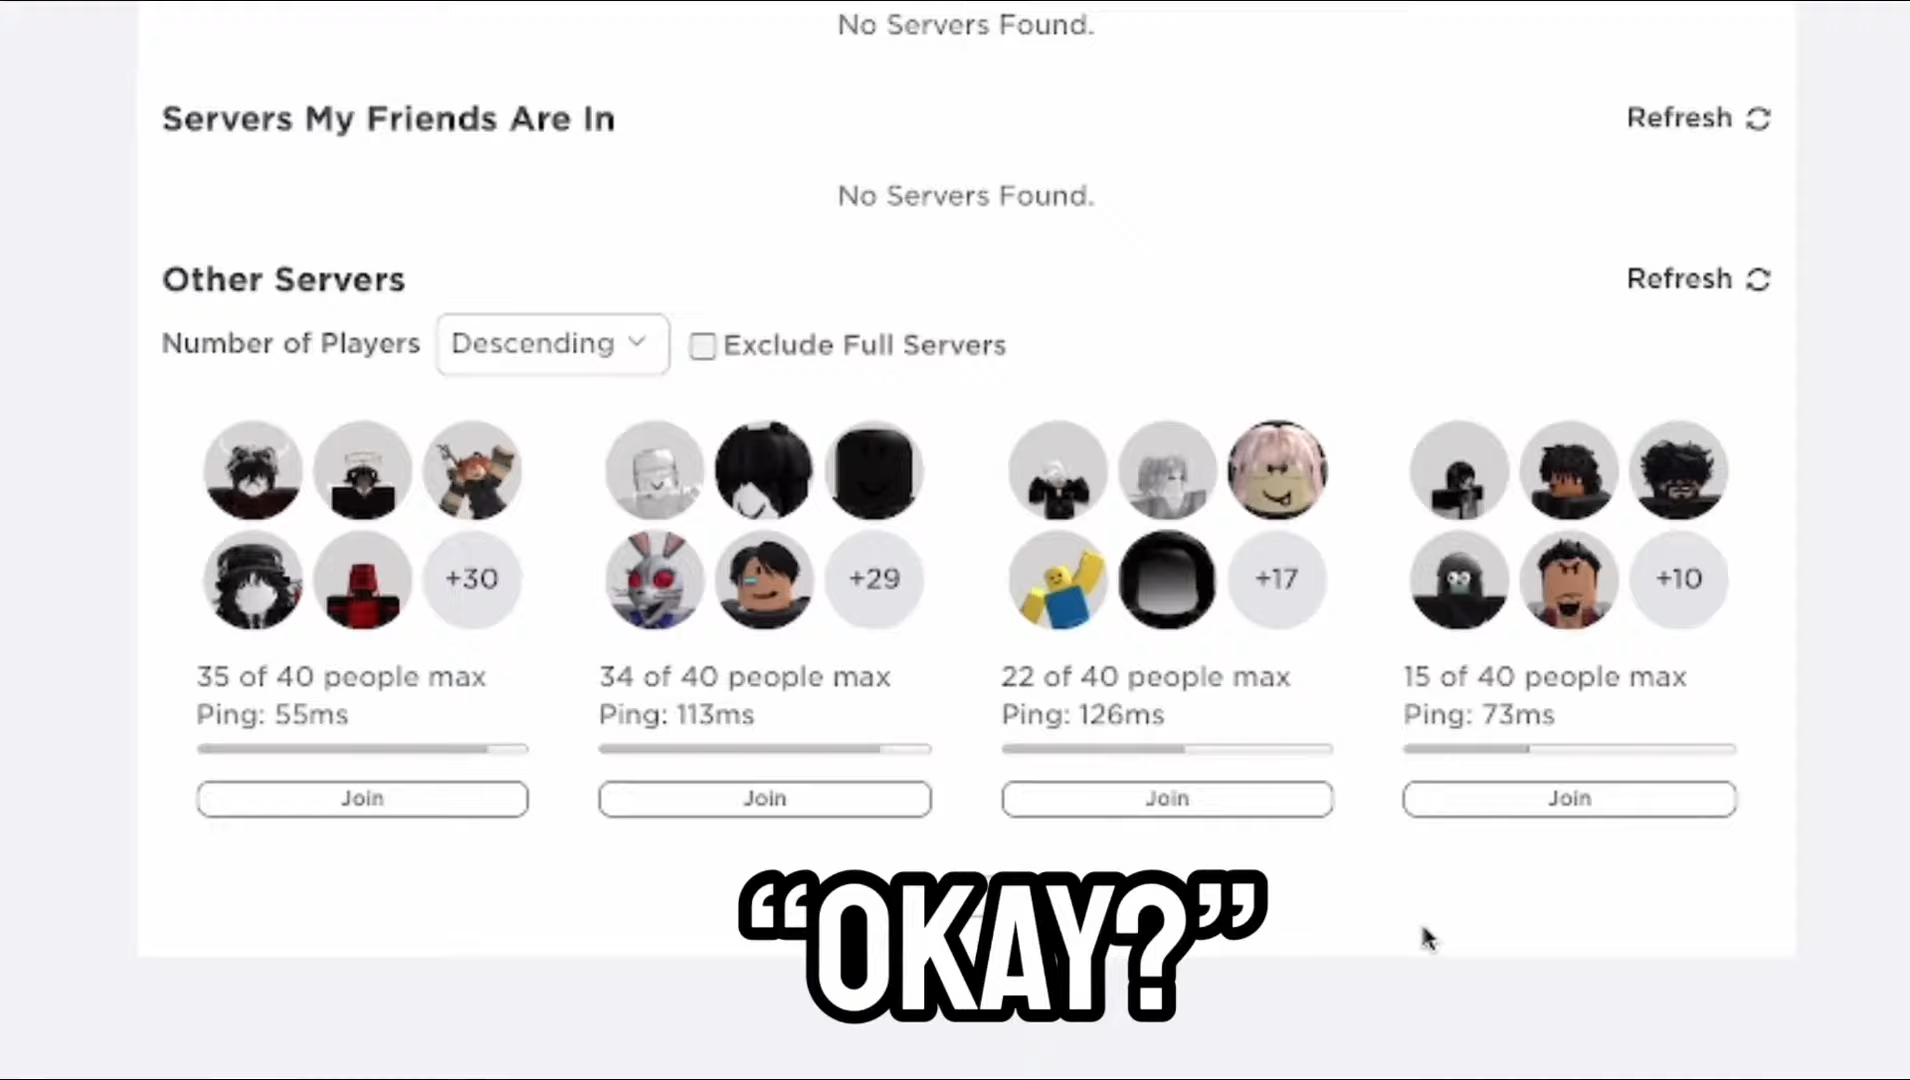 No Servers Found.
Servers My Friends Are In
Refresh
No Servers Found.
Other Servers
Refresh
Number of Players
Descending
Exclude Full Servers
+30
+29
+17
+10
35 of 40 people max
34 of 40 people max
22 of 40 people max
15 of 40 people max
Ping: 55ms
Ping: 113ms
Ping: 126ms
Ping: 73ms
Join
Join
Join
Join
“OKAY?”